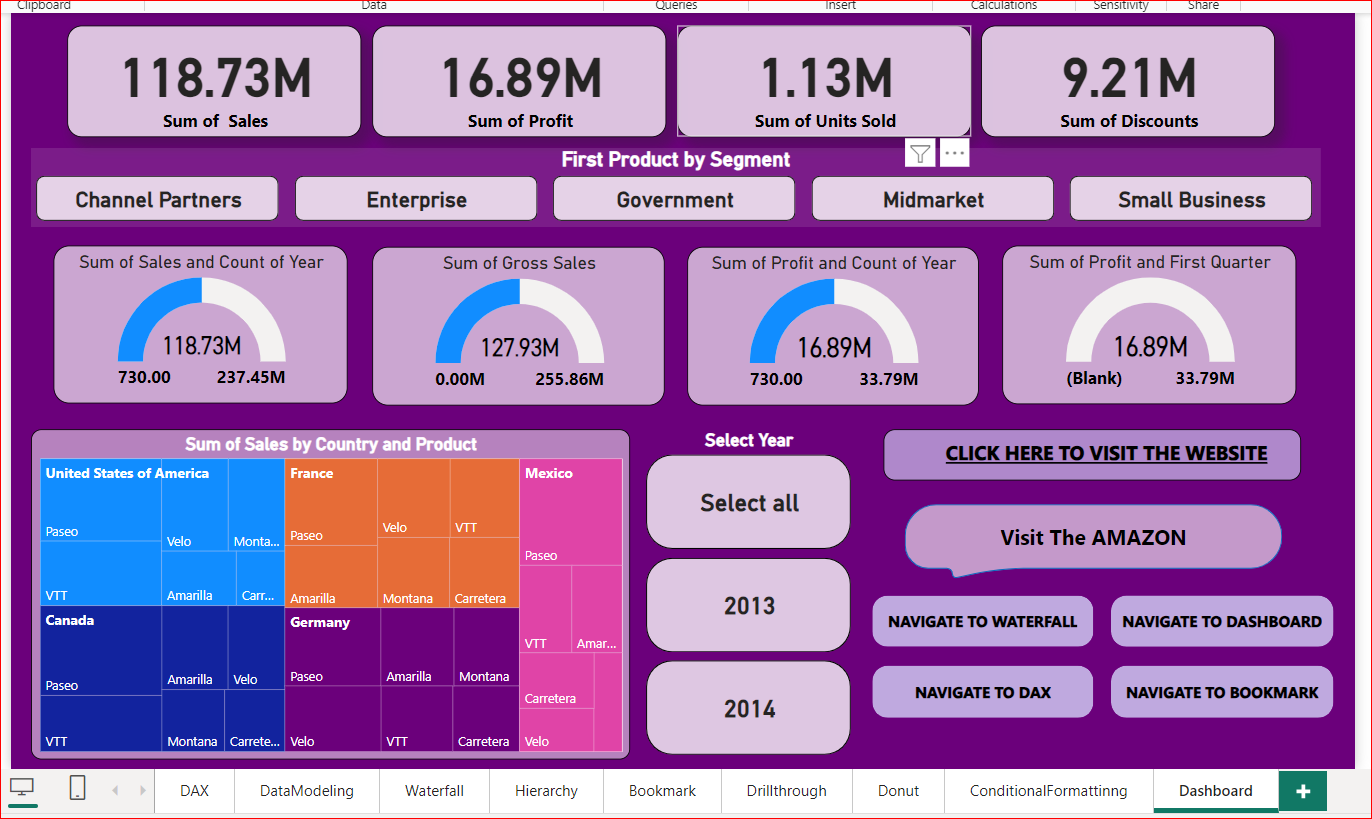 Clipboard Data Queries Insert Calculations Sensitivity Share
118.73M 16.89M 1.13M 9.21M
Sum of  Sales Sum of Profit Sum of Units Sold Sum of Discounts
First Product by Segment
Channel Partners Enterprise Government Midmarket Small Business
Sum of Sales and Count of Year
118.73M
730.00 237.45M
Sum of Gross Sales
127.93M
0.00M 255.86M
Sum of Profit and Count of Year
16.89M
730.00 33.79M
Sum of Profit and First Quarter
16.89M
(Blank) 33.79M
Sum of Sales by Country and Product
United States of America
Paseo
Velo
Monta...
VTT
Amarilla
Carr...
France
Paseo
Velo
VTT
Amarilla
Montana
Carretera
Mexico
Paseo
VTT
Amar...
Carretera
Velo
Canada
Paseo
Amarilla
Velo
VTT
Montana
Carrete...
Germany
Paseo
Amarilla
Montana
Velo
VTT
Carretera
Select Year
Select all
2013
2014
CLICK HERE TO VISIT THE WEBSITE
Visit The AMAZON
NAVIGATE TO WATERFALL NAVIGATE TO DASHBOARD
NAVIGATE TO DAX NAVIGATE TO BOOKMARK
DAX DataModeling Waterfall Hierarchy Bookmark Drillthrough Donut ConditionalFormattinng Dashboard +